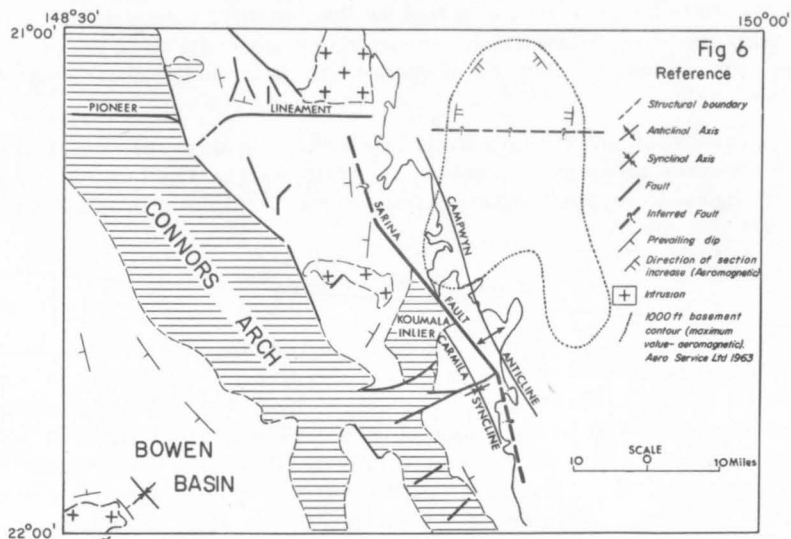 148°30'
150°00'
21°00'
Fig 6
Reference
Structural boundary
Anticlinal Axis
Synclinal Axis
Fault
Inferred Fault
Prevailing dip
Direction of section
increase (Aeromagnetic)
Intrusion
1000 ft basement
contour (maximum
value- aeromagnetic).
Aero Service Ltd 1963
PIONEER
LINEAMENT
CONNORS
ARCH
SARINA
FAULT
CAMPWYN
ANTICLINE
KOUMALA
INLIER
CARMILA
SYNCLINE
BOWEN
BASIN
SCALE
10 0 10 Miles
22°00'